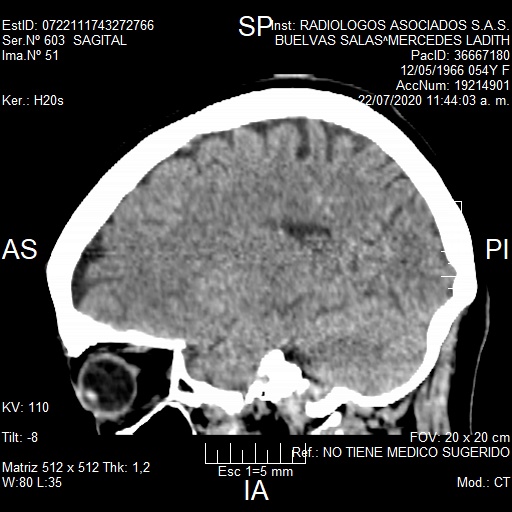 EstID: 0722111743272766
Ser.Nº 603 SAGITAL
Ima.Nº 51
Ker.: H20s
SP
Inst: RADIOLOGOS ASOCIADOS S.A.S.
BUELVAS SALAS^MERCEDES LADITH
PacID: 36667180
12/05/1966 054Y F
AccNum: 19214901
22/07/2020 11:44:03 a. m.
AS
PI
KV: 110
Tilt: -8
Matriz 512 x 512 Thk: 1,2
W:80 L:35
Esc 1=5 mm
IA
FOV: 20 x 20 cm
Ref.: NO TIENE MEDICO SUGERIDO
Mod.: CT